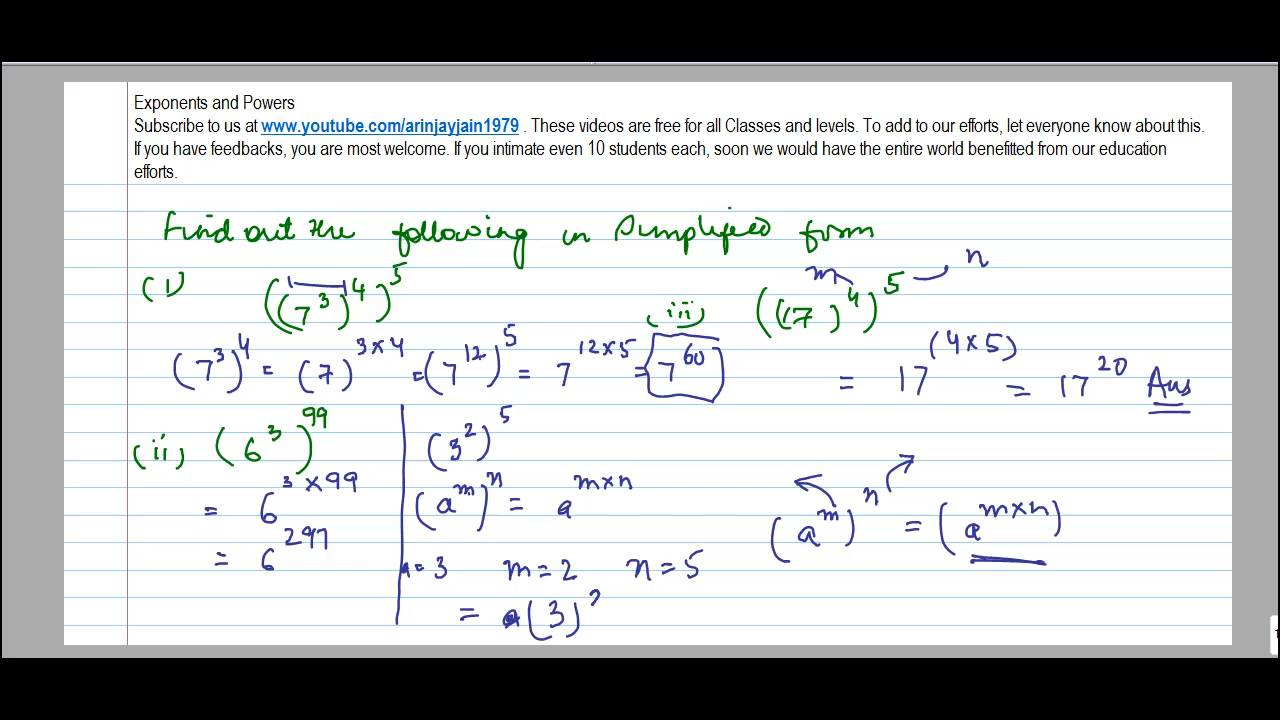 Exponents and Powers
Subscribe to us at www.youtube.com/arinjayjain1979 . These videos are free for all Classes and levels. To add to our efforts, let everyone know about this.
If you have feedbacks, you are most welcome. If you intimate even 10 students each, soon we would have the entire world benefitted from our education
efforts.
Find out the following in Simplified form
(i) ((7^3)^4)^5
(7^3)^4 = (7)^{3×4} = (7^{12})^5 = 7^{12×5} = 7^{60}
(ii) (6^3)^{99}
= 6^{3×99}
= 6^{297}
(3^2)^5
(a^m)^n = a^{m×n}
a = 3 m = 2 n = 5
= (3)^2
(iii) ((17)^4)^5
m n
= 17^{(4×5)} = 17^{20} Ans
(a^m)^n = (a^{m×n})